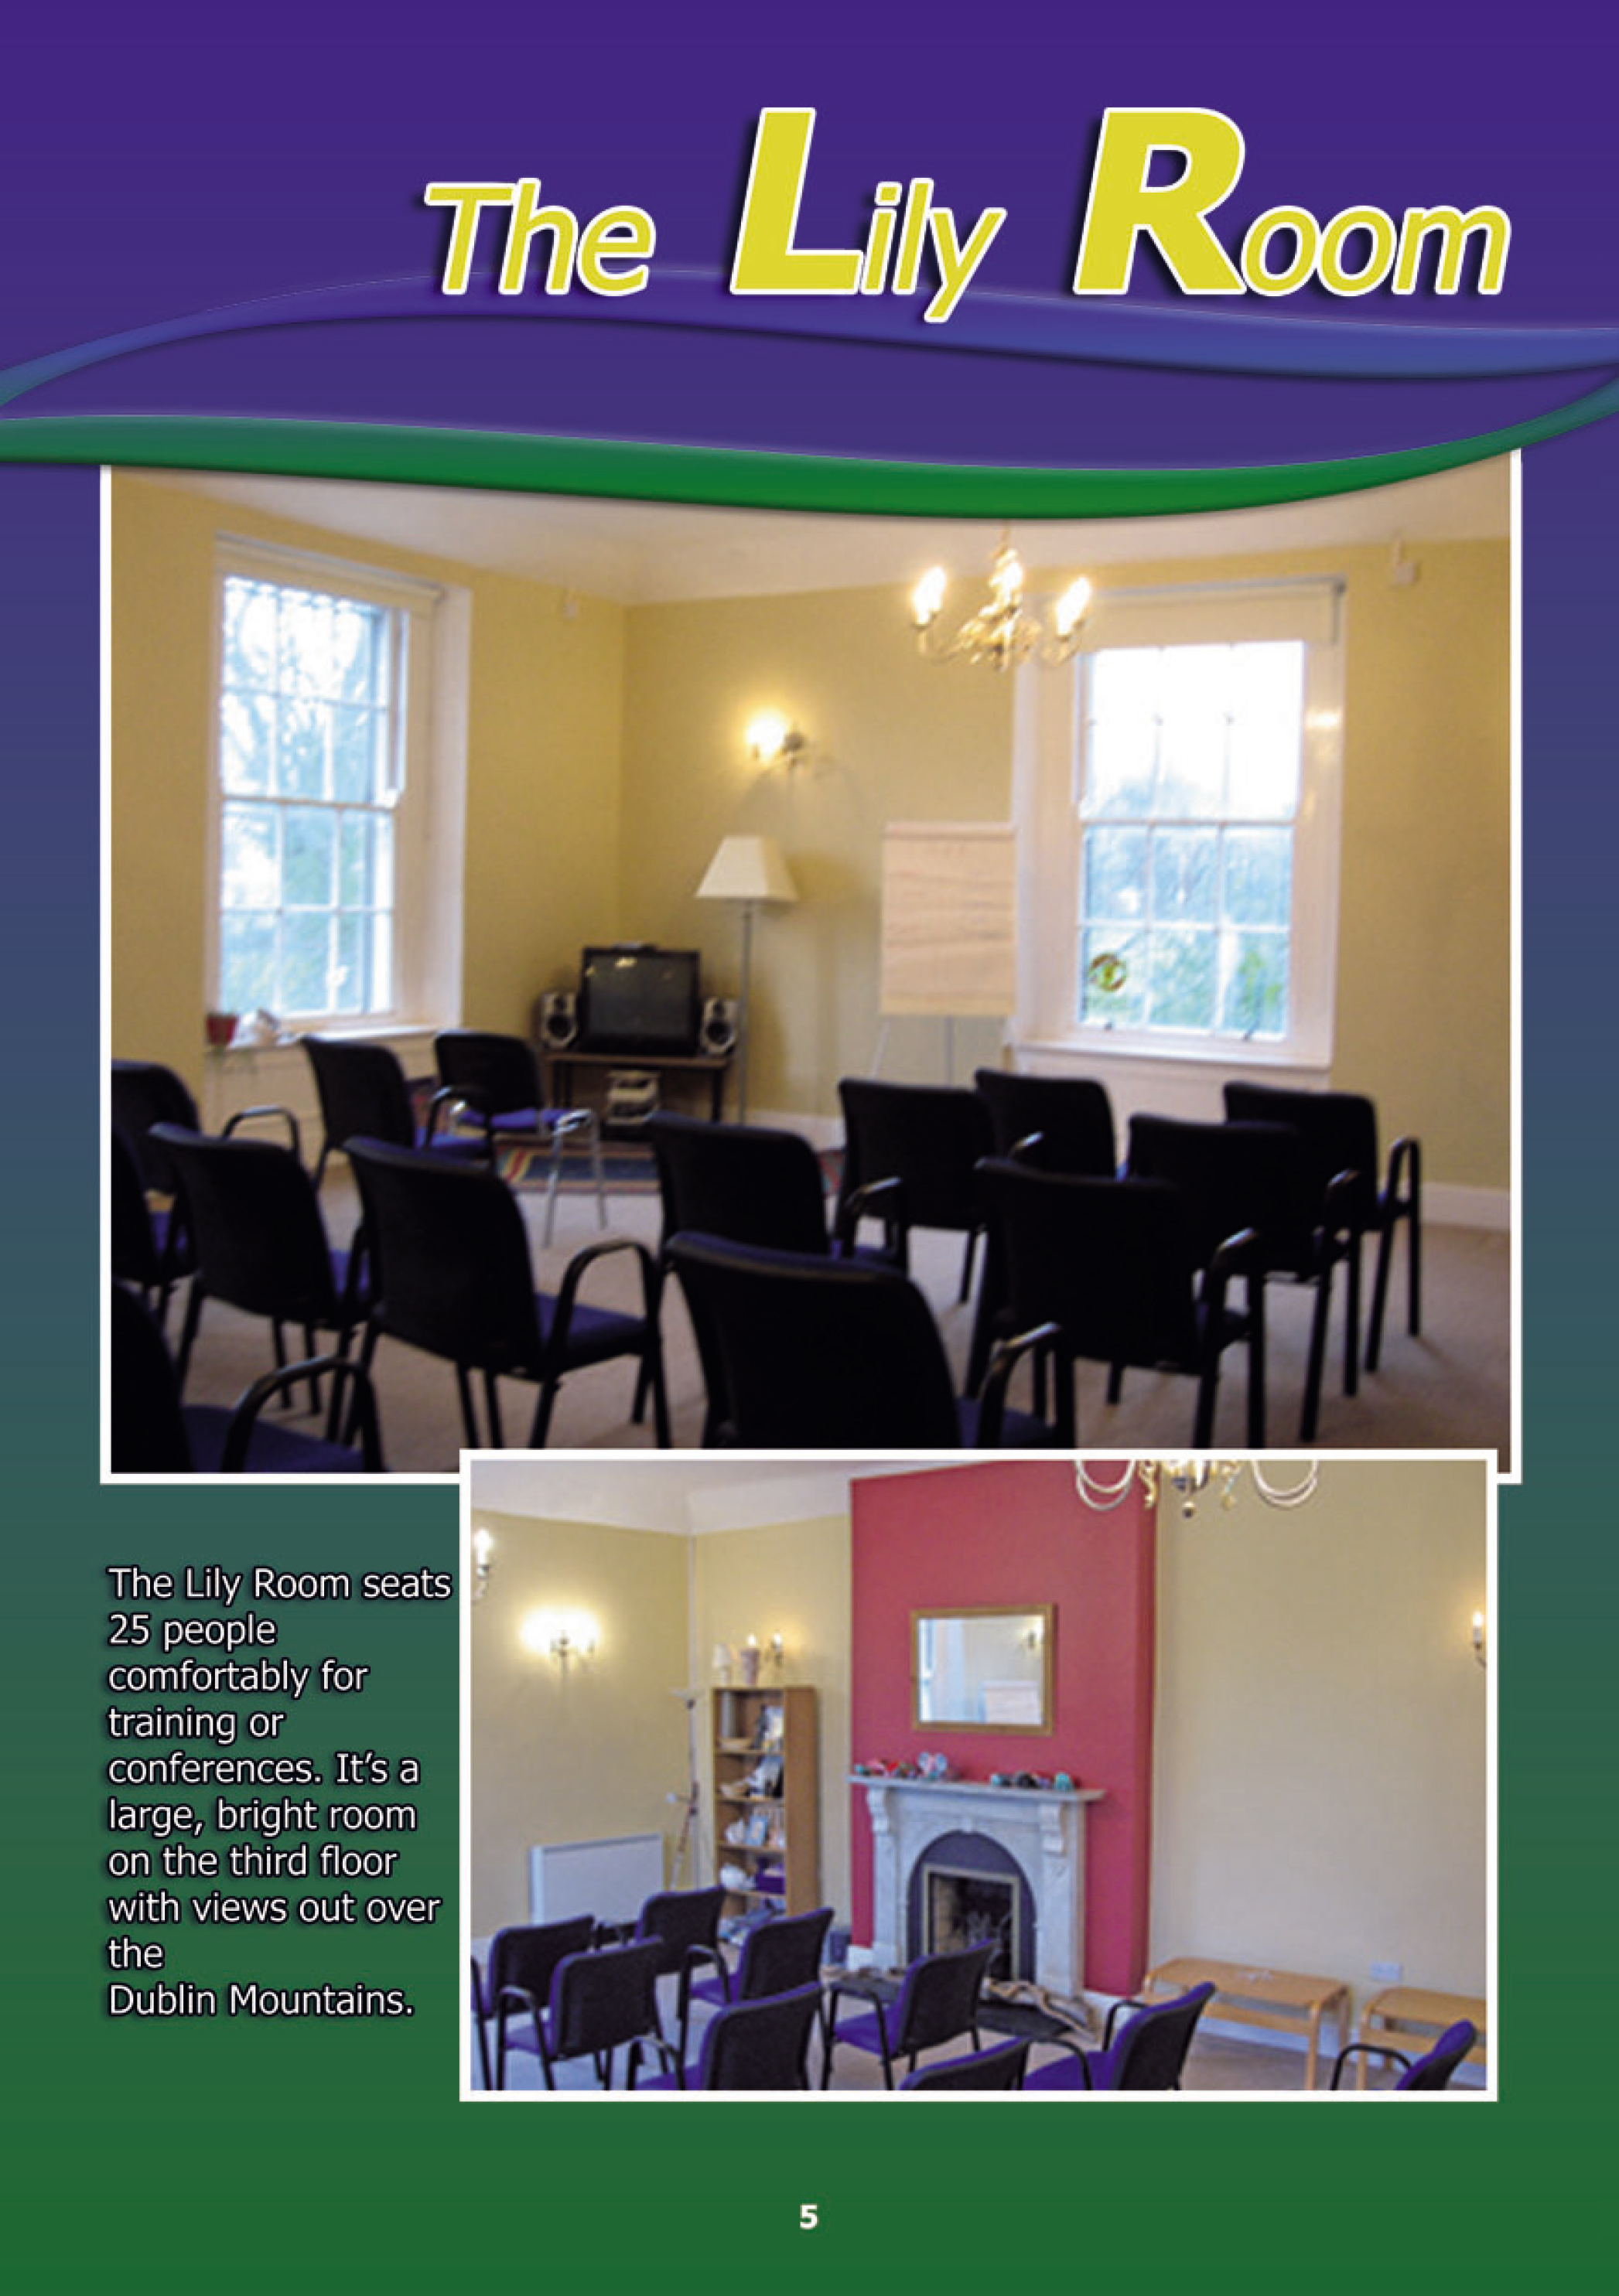 The Lily Room
The Lily Room seats
25 people
comfortably for
training or
conferences. It’s a
large, bright room
on the third floor
with views out over
the
Dublin Mountains.
5